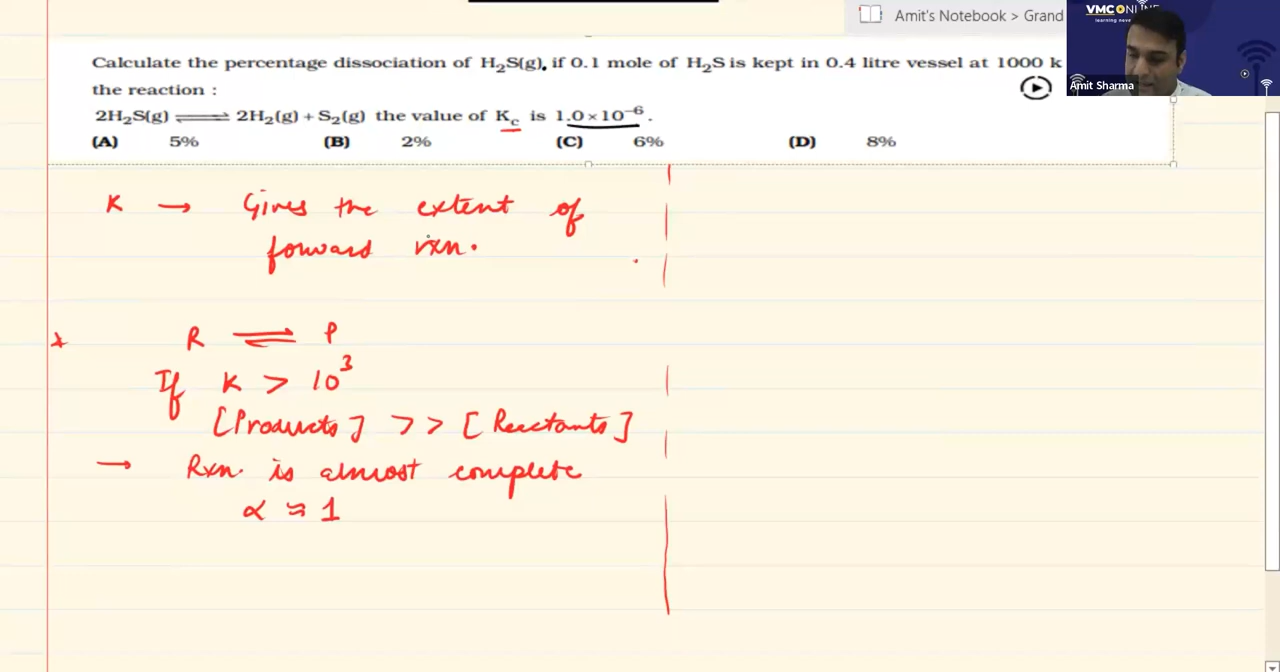 Amit's Notebook > Grand
VMC ONLINE
Amit Sharma
Calculate the percentage dissociation of H₂S(g), if 0.1 mole of H₂S is kept in 0.4 litre vessel at 1000 k
the reaction :
2H₂S(g) ⇌ 2H₂(g) + S₂(g) the value of K_c is 1.0 × 10⁻⁶ .
(A) 5% (B) 2% (C) 6% (D) 8%
K → Gives the extent of
forward rxn.
* R ⇌ P
If K > 10³
[Products] >> [Reactants]
→ Rxn. is almost complete
α ≈ 1